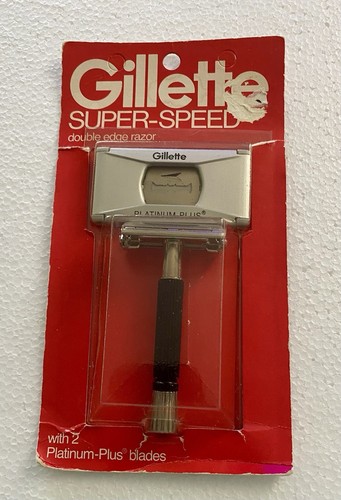 Gillette
SUPER-SPEED
double edge razor
Gillette
PLATINUM-PLUS®
with 2
Platinum-Plus® blades